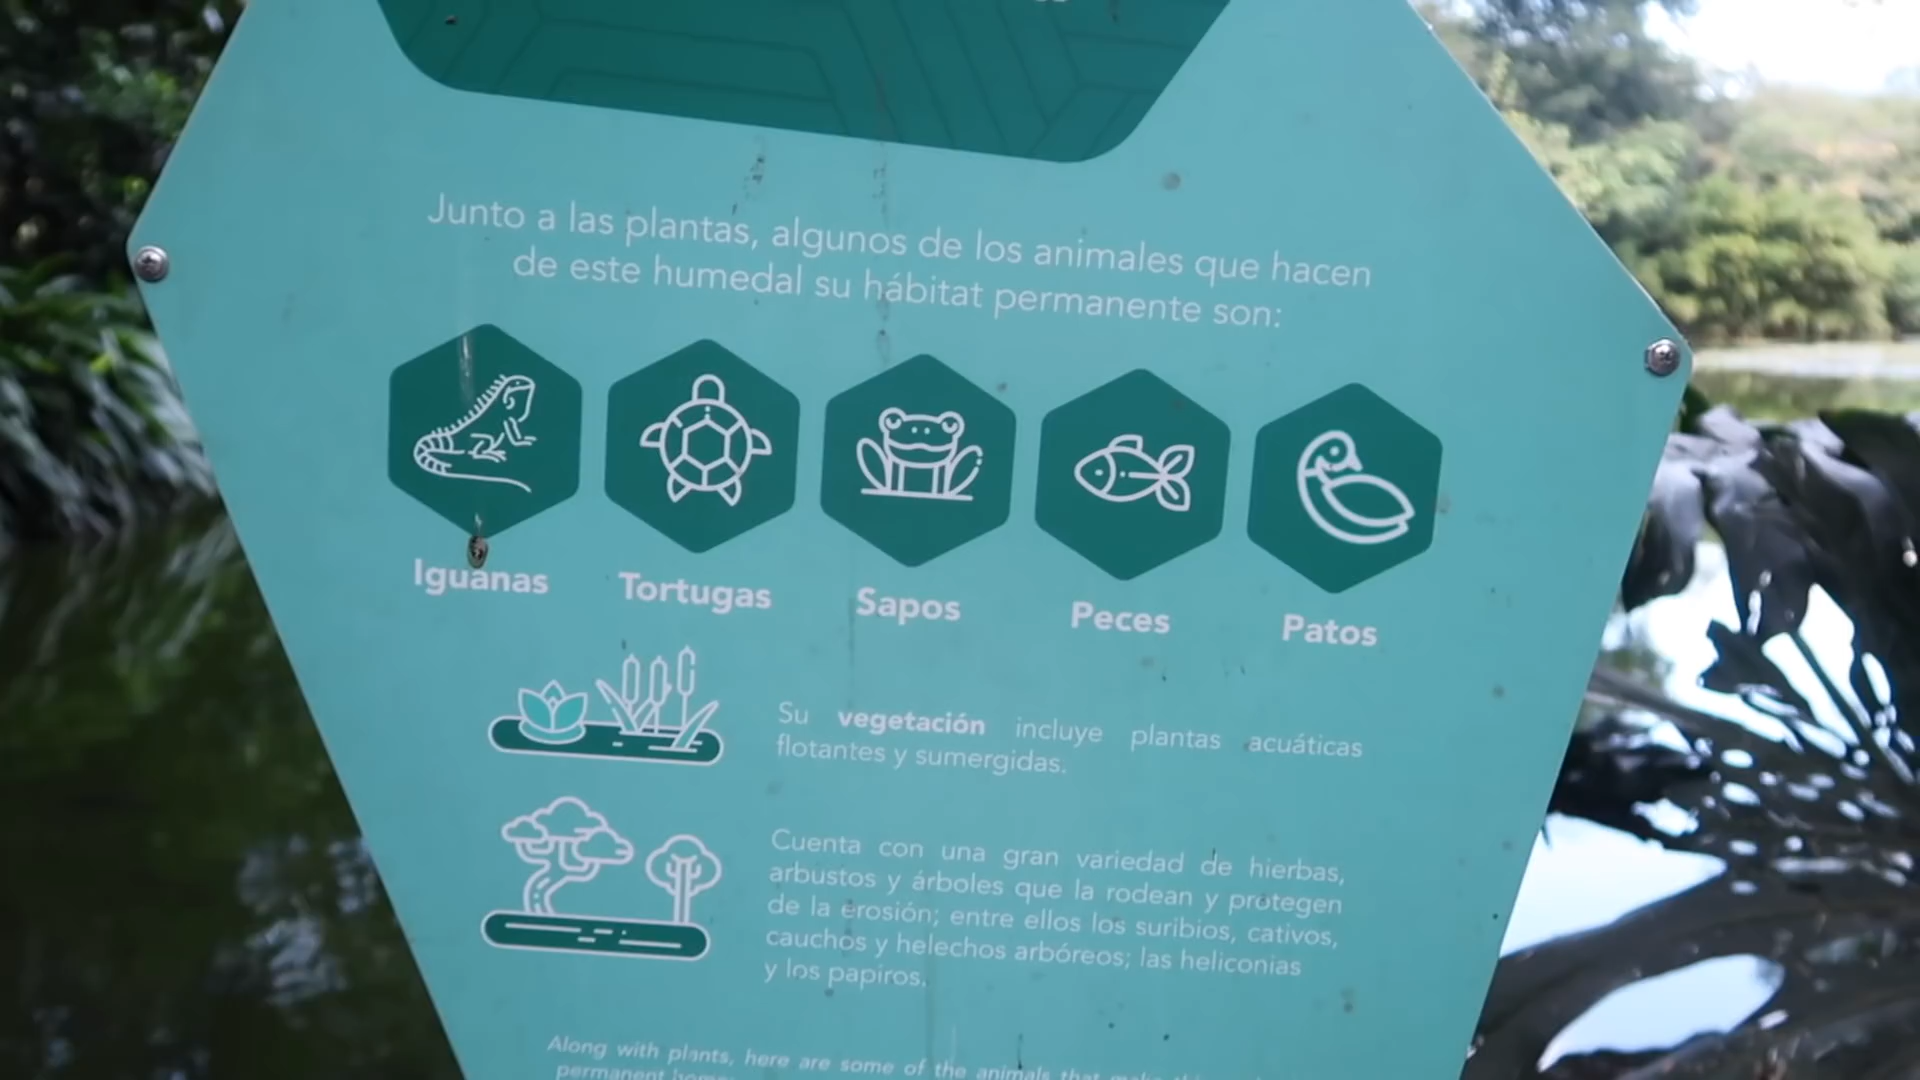 Junto a las plantas, algunos de los animales que hacen
de este humedal su hábitat permanente son:
Iguanas Tortugas Sapos Peces Patos
Su vegetación incluye plantas acuáticas
flotantes y sumergidas.
Cuenta con una gran variedad de hierbas,
arbustos y árboles que la rodean y protegen
de la erosión; entre ellos los suribios, cativos,
cauchos y helechos arbóreos; las heliconias
y los papiros.
Along with plants, here are some of the animals that make
permanent